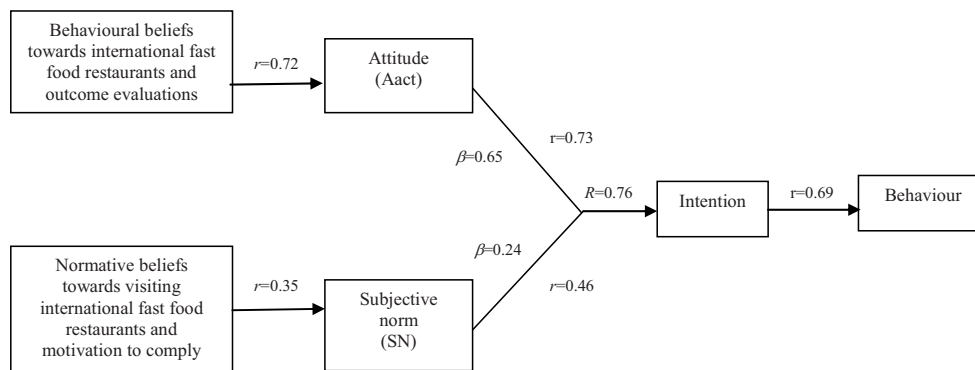 Behavioural beliefs
towards international fast
food restaurants and
outcome evaluations
r=0.72
Attitude
(Aact)
r=0.73
β=0.65
R=0.76
Intention
r=0.69
Behaviour
β=0.24
r=0.46
Normative beliefs
towards visiting
international fast food
restaurants and
motivation to comply
r=0.35
Subjective
norm
(SN)